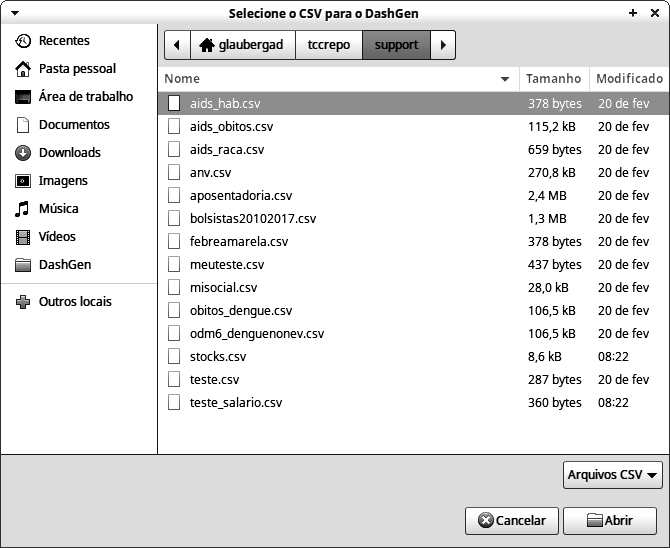 Selecione o CSV para o DashGen
Recentes
Pasta pessoal
Área de trabalho
Documentos
Downloads
Imagens
Música
Vídeos
DashGen
Outros locais
glaubergad tccrepo support
Nome Tamanho Modificado
aids_hab.csv 378 bytes 20 de fev
aids_obitos.csv 115,2 kB 20 de fev
aids_raca.csv 659 bytes 20 de fev
anv.csv 270,8 kB 20 de fev
aposentadoria.csv 2,4 MB 20 de fev
bolsistas20102017.csv 1,3 MB 20 de fev
febreamarela.csv 378 bytes 20 de fev
meuteste.csv 437 bytes 20 de fev
misocial.csv 28,0 kB 20 de fev
obitos_dengue.csv 106,5 kB 20 de fev
odm6_denguenonev.csv 106,5 kB 20 de fev
stocks.csv 8,6 kB 08:22
teste.csv 287 bytes 20 de fev
teste_salario.csv 360 bytes 08:22
Arquivos CSV
Cancelar Abrir